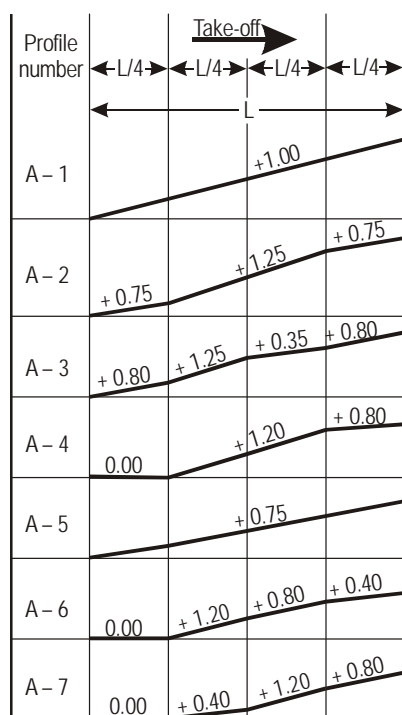 Profile number
Take-off
L/4 L/4 L/4 L/4
L
A – 1
+1.00
A – 2
+ 0.75
+ 1.25
+ 0.75
A – 3
+ 0.80
+ 1.25
+ 0.35
+ 0.80
A – 4
0.00
+ 1.20
+ 0.80
A – 5
+ 0.75
A – 6
0.00
+ 1.20
+ 0.80
+ 0.40
A – 7
0.00
+ 0.40
+ 1.20
+ 0.80